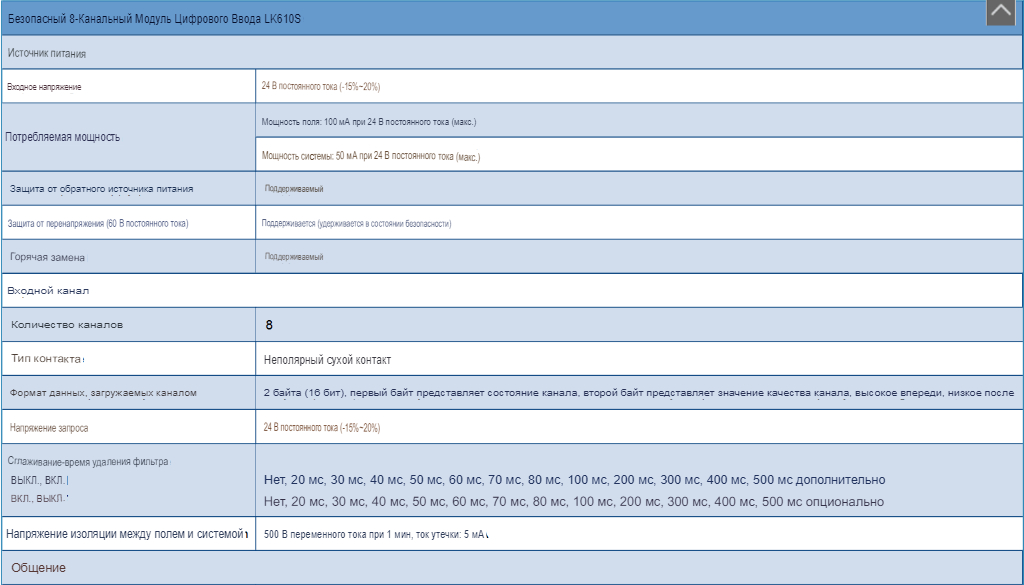 Безопасный 8-Канальный Модуль Цифрового Ввода LK610S
Источник питания
Входное напряжение
24 В постоянного тока (-15%~20%)
Потребляемая мощность
Мощность поля: 100 мА при 24 В постоянного тока (макс.)
Мощность системы: 50 мА при 24 В постоянного тока (макс.)
Защита от обратного источника питания
Поддерживаемый
Защита от перенапряжения (60 В постоянного тока)
Поддерживается (удерживается в состоянии безопасности)
Горячая замена
Поддерживаемый
Входной канал
Количество каналов
8
Тип контакта
Неполярный сухой контакт
Формат данных, загружаемых каналом
2 байта (16 бит), первый байт представляет состояние канала, второй байт представляет значение качества канала, высокое впереди, низкое после
Напряжение запроса
24 В постоянного тока (-15%~20%)
Сглаживание-время удаления фильтра
ВЫКЛ., ВКЛ.
Нет, 20 мс, 30 мс, 40 мс, 50 мс, 60 мс, 70 мс, 80 мс, 100 мс, 200 мс, 300 мс, 400 мс, 500 мс дополнительно
ВКЛ., ВЫКЛ.
Нет, 20 мс, 30 мс, 40 мс, 50 мс, 60 мс, 70 мс, 80 мс, 100 мс, 200 мс, 300 мс, 400 мс, 500 мс опционально
Напряжение изоляции между полем и системой
500 В переменного тока при 1 мин, ток утечки: 5 мА
Общение